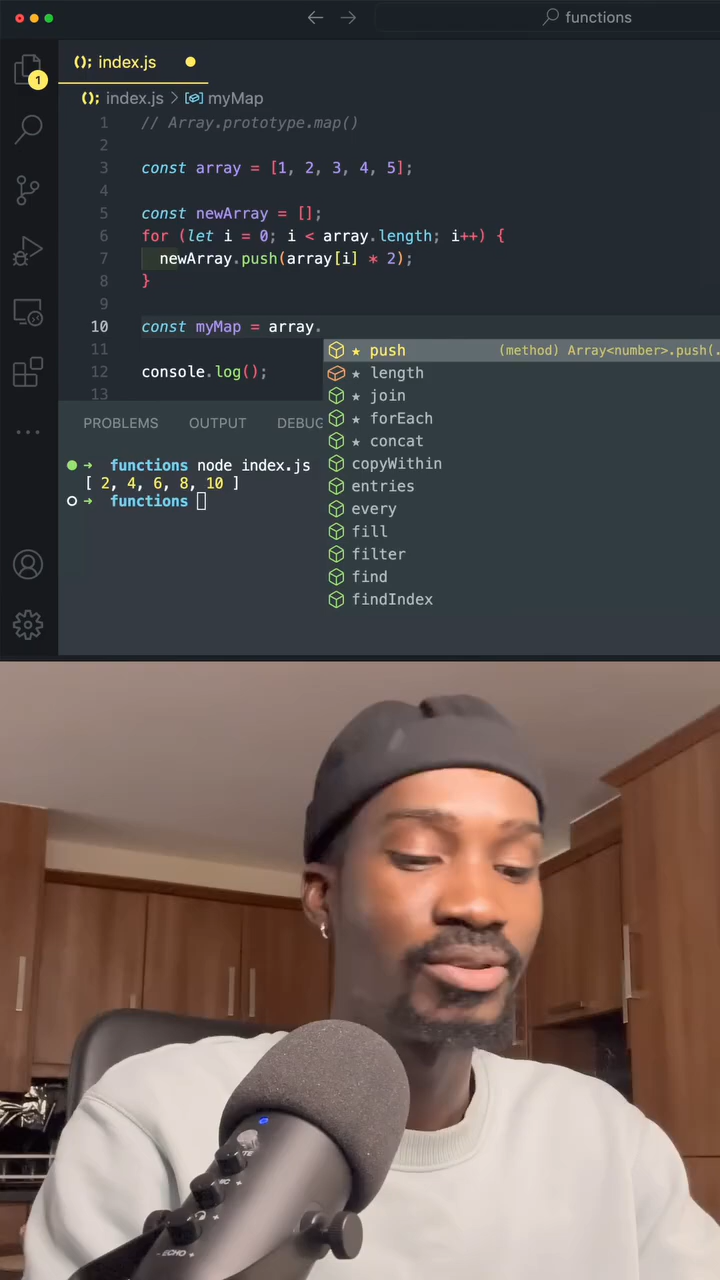 functions
index.js
1
index.js > myMap
1 // Array.prototype.map()
2
3 const array = [1, 2, 3, 4, 5];
4
5 const newArray = [];
6 for (let i = 0; i < array.length; i++) {
7 newArray.push(array[i] * 2);
8 }
9
10 const myMap = array.
11
12 console.log();
13
★ push (method) Array<number>.push(.
★ length
★ join
★ forEach
★ concat
copyWithin
entries
every
fill
filter
find
findIndex
PROBLEMS OUTPUT DEBUG
functions node index.js
[ 2, 4, 6, 8, 10 ]
functions
- ECHO +